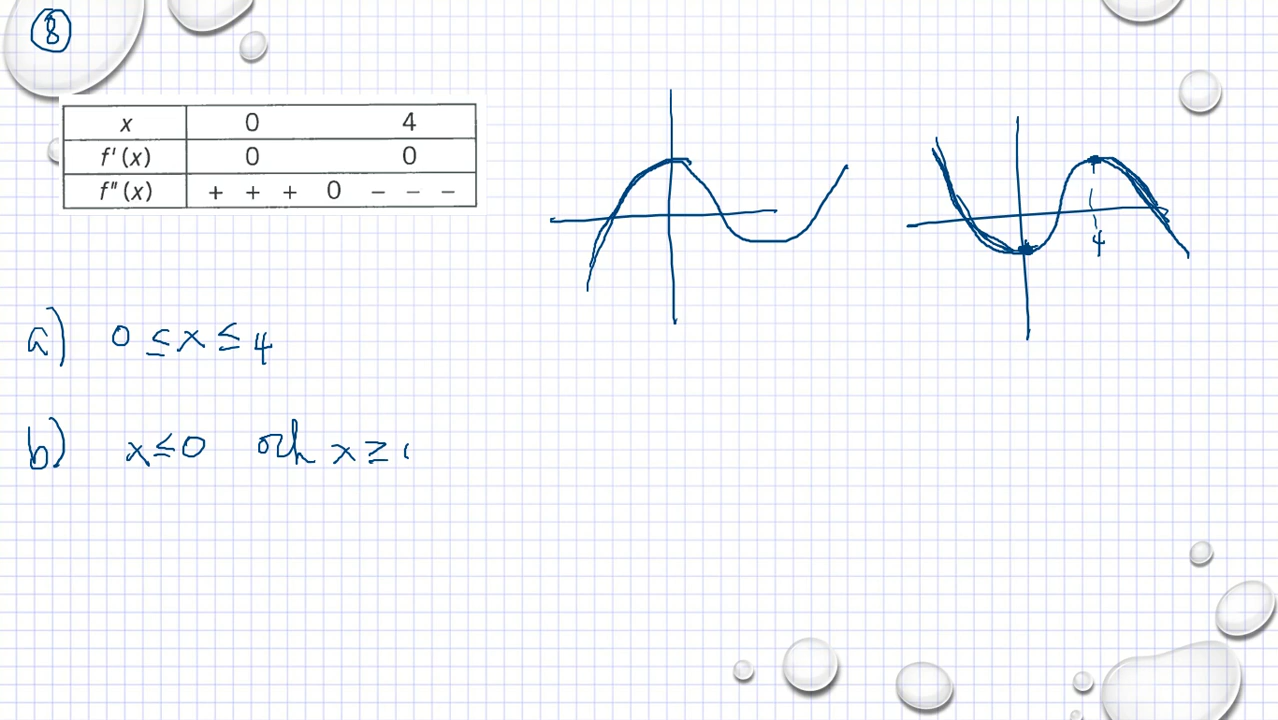 8
x 0 4
f'(x) 0 0
f"(x) + + + 0 − − −
4
a) 0 ≤ x ≤ 4
b) x ≤ 0 och x ≥